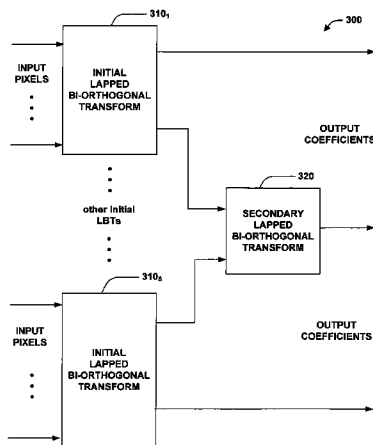 310₁
300
INPUT
PIXELS
INITIAL
LAPPED
BI-ORTHOGONAL
TRANSFORM
OUTPUT
COEFFICIENTS
320
other Initial
LBTs
SECONDARY
LAPPED
BI-ORTHOGONAL
TRANSFORM
310ₛ
INPUT
PIXELS
INITIAL
LAPPED
BI-ORTHOGONAL
TRANSFORM
OUTPUT
COEFFICIENTS